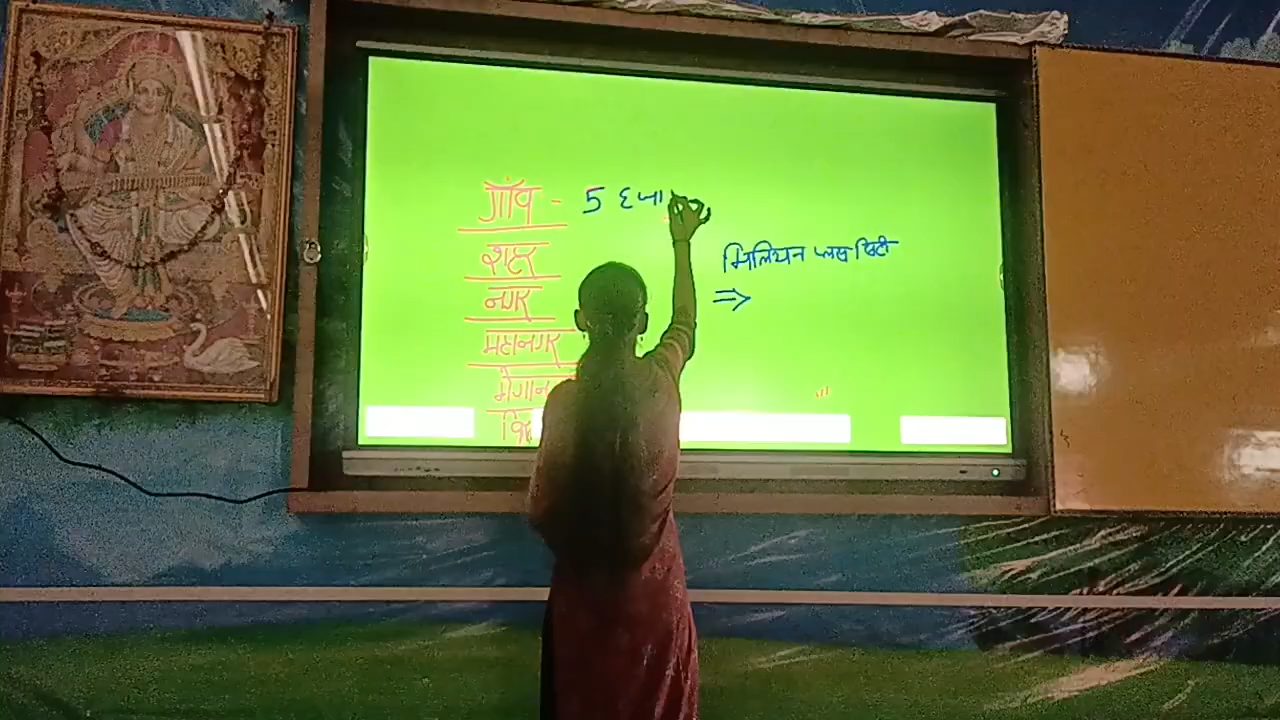 गाँव - 5 हजा
शहर
नगर
महानगर
मिलियन प्लस सिटी
⇒